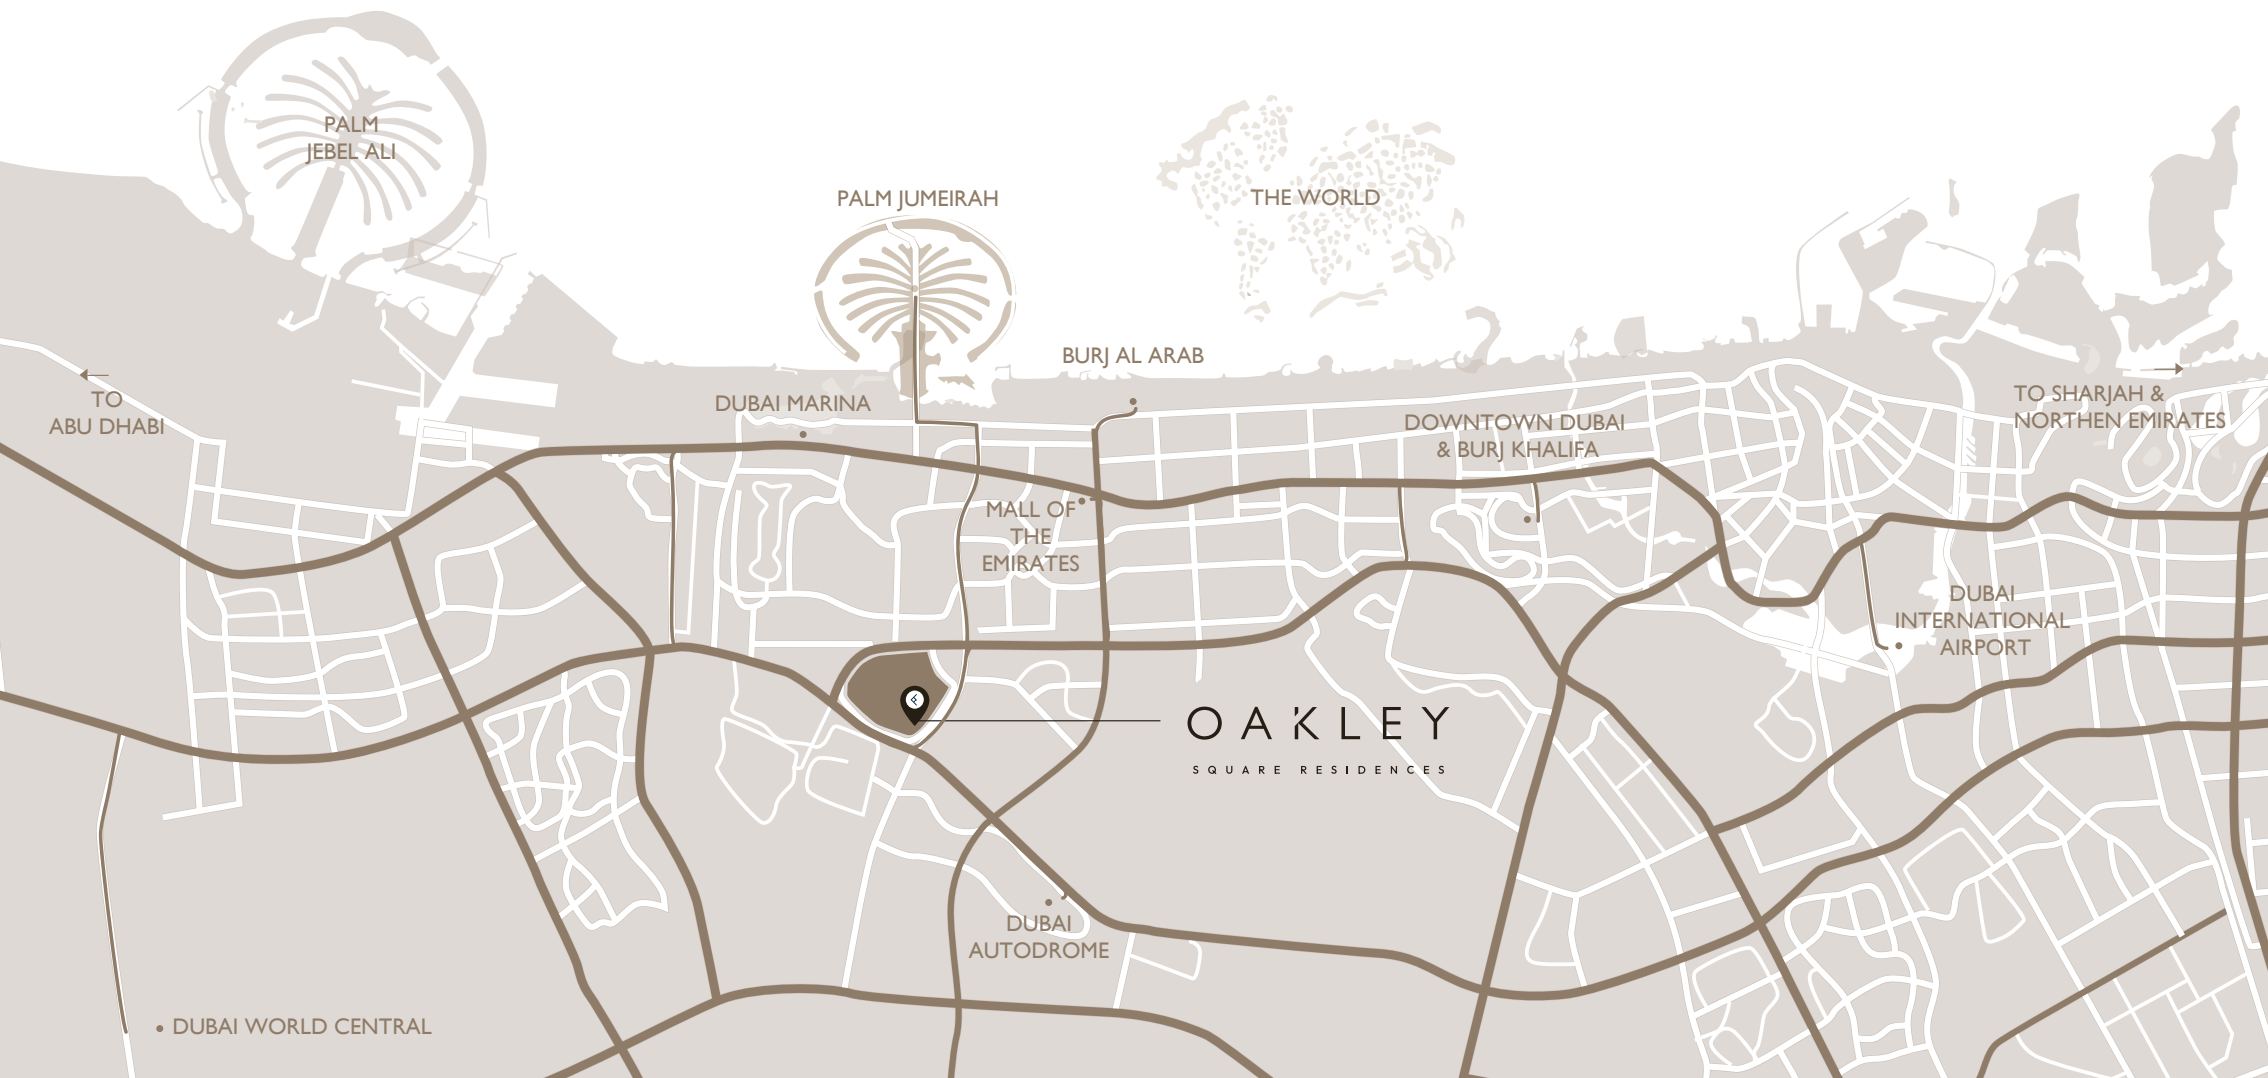 PALM
JEBEL ALI
PALM JUMEIRAH
THE WORLD
BURJ AL ARAB
TO
ABU DHABI
DUBAI MARINA
DOWNTOWN DUBAI
& BURJ KHALIFA
TO SHARJAH &
NORTHEN EMIRATES
MALL OF
THE
EMIRATES
DUBAI
INTERNATIONAL
AIRPORT
OAKLEY
SQUARE RESIDENCES
DUBAI
AUTODROME
DUBAI WORLD CENTRAL